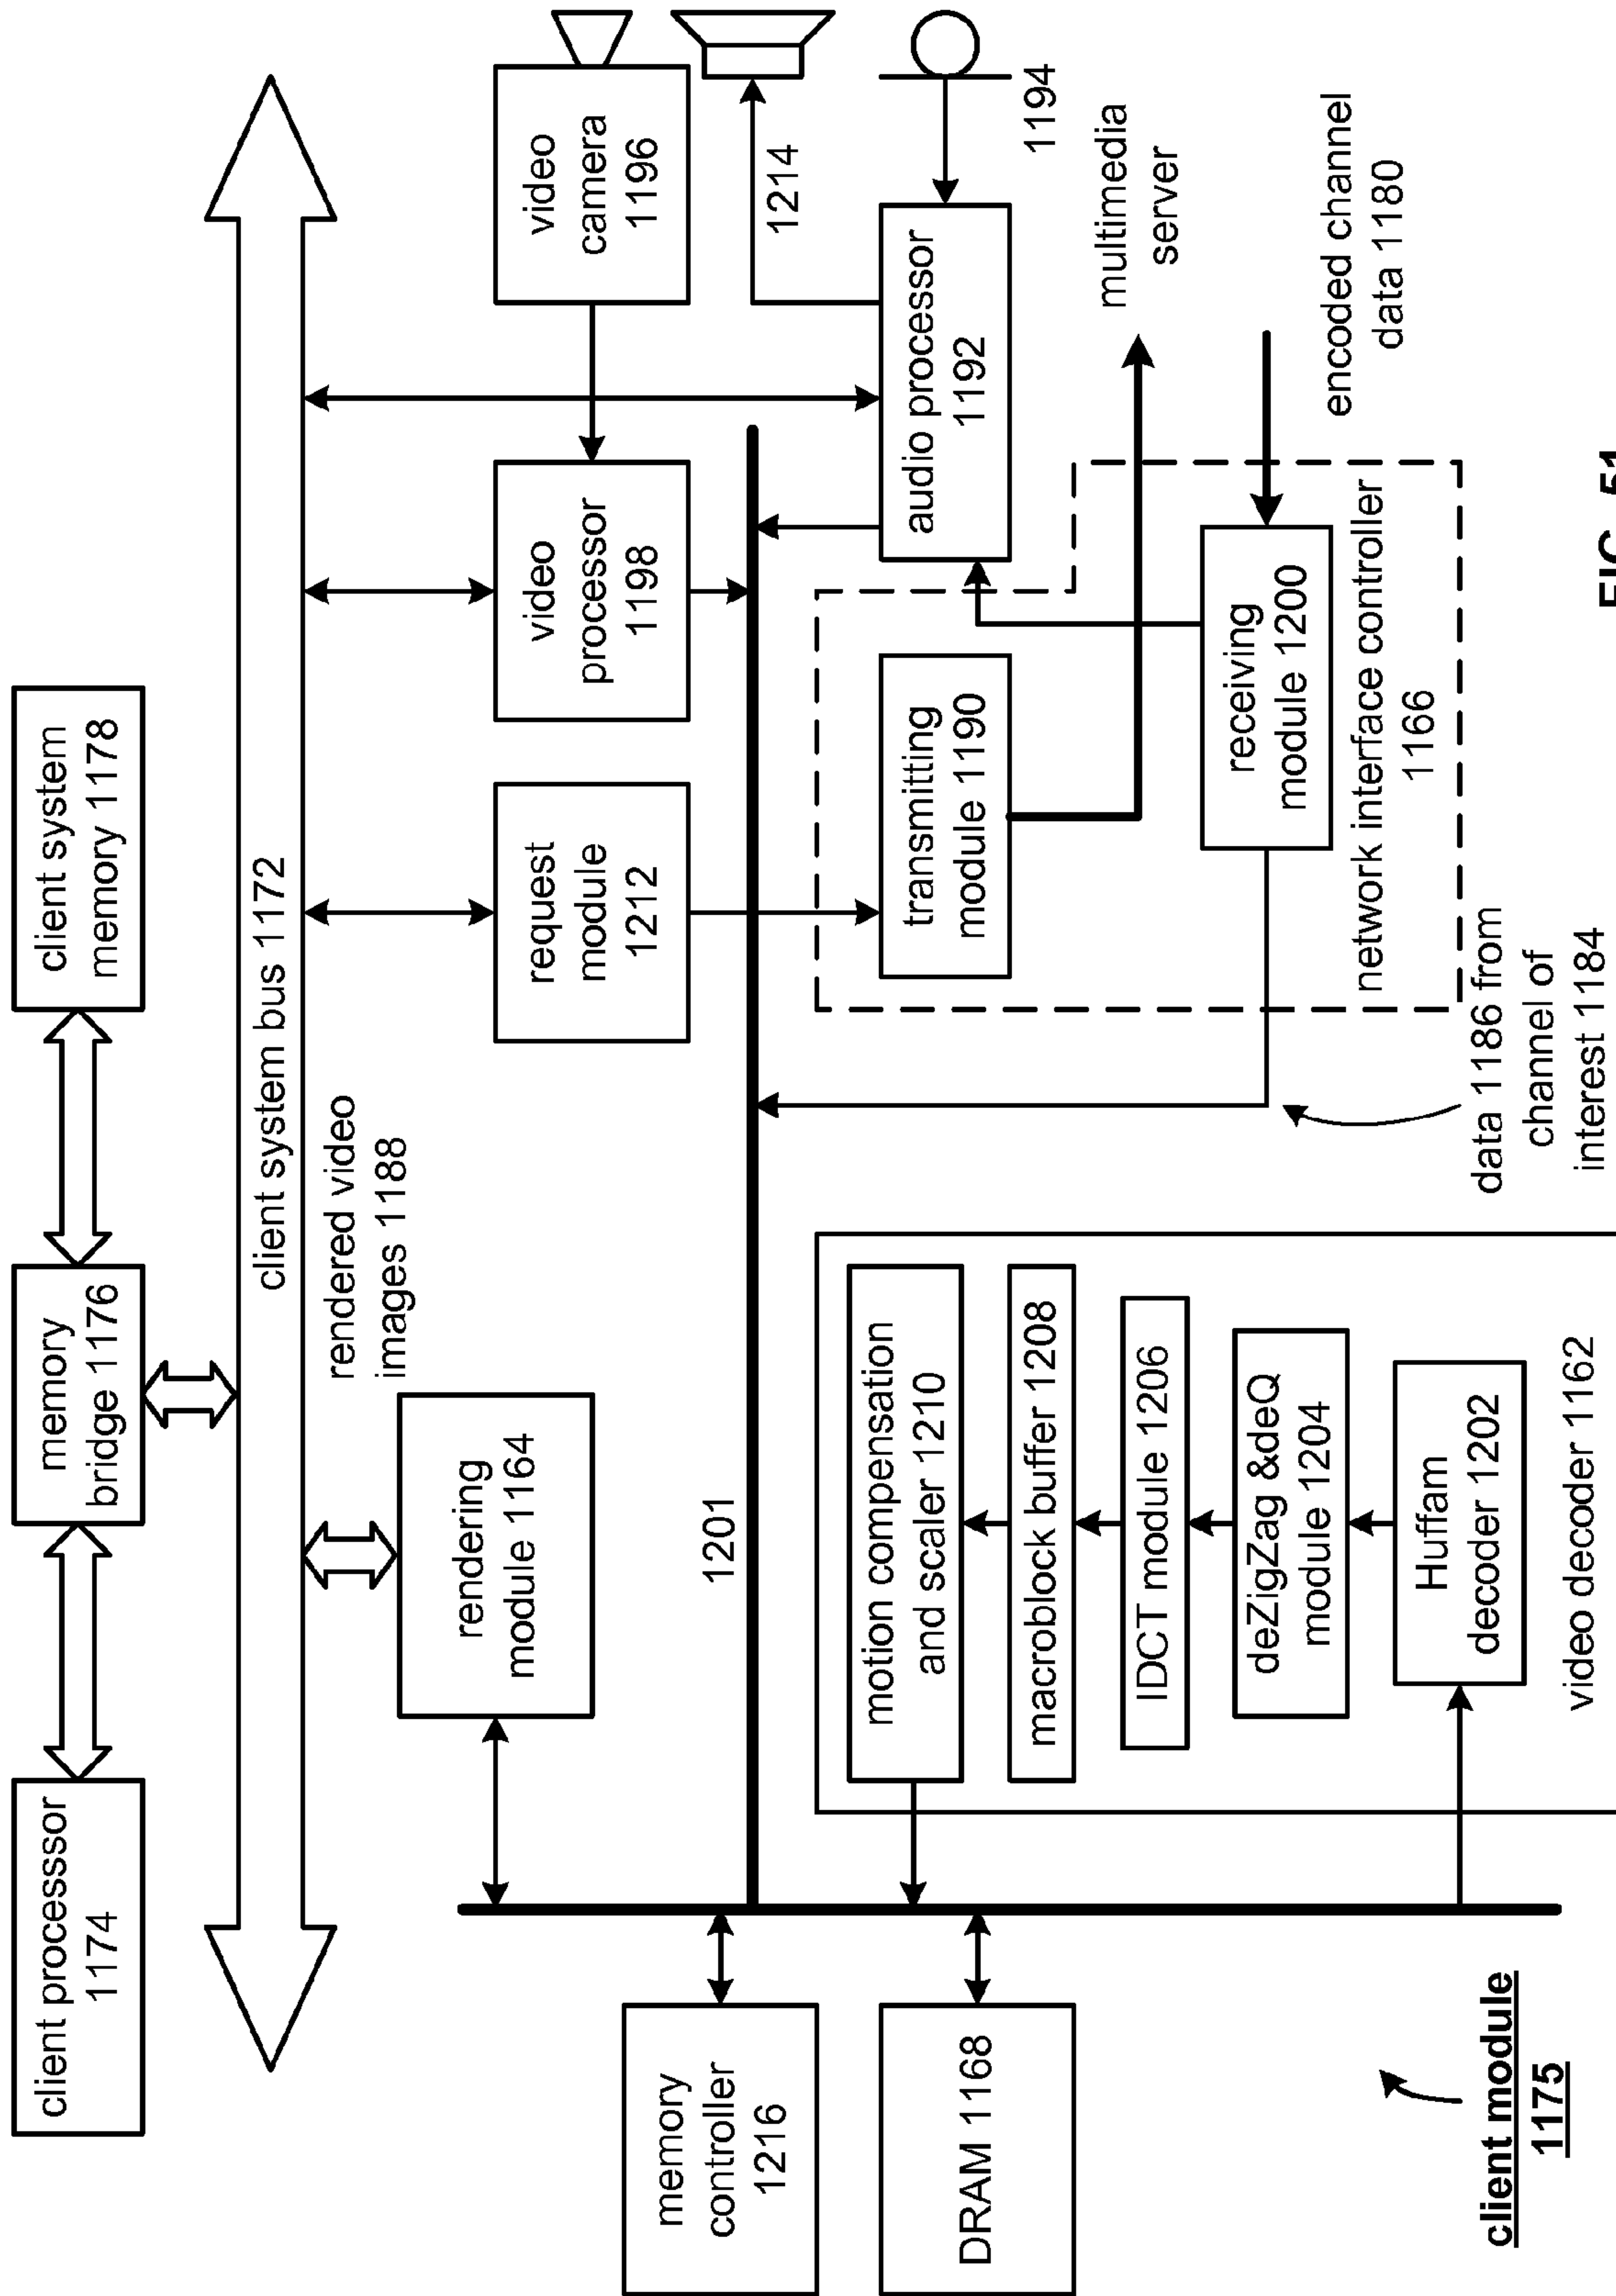 client processor
1174
memory
bridge 1176
client system
memory 1178
client system bus 1172
rendered video
images 1188
rendering
module 1164
request
module
1212
video
processor
1198
video
camera
1196
1201
1214
memory
controller
1216
DRAM 1168
motion compensation
and scaler 1210
macroblock buffer 1208
IDCT module 1206
deZigZag &deQ
module 1204
Huffam
decoder 1202
video decoder 1162
transmitting
module 1190
audio processor
1192
1194
multimedia
server
receiving
module 1200
network interface controller
1166
encoded channel
data 1180
data 1186 from
channel of
interest 1184
client module
1175
FIG. 51